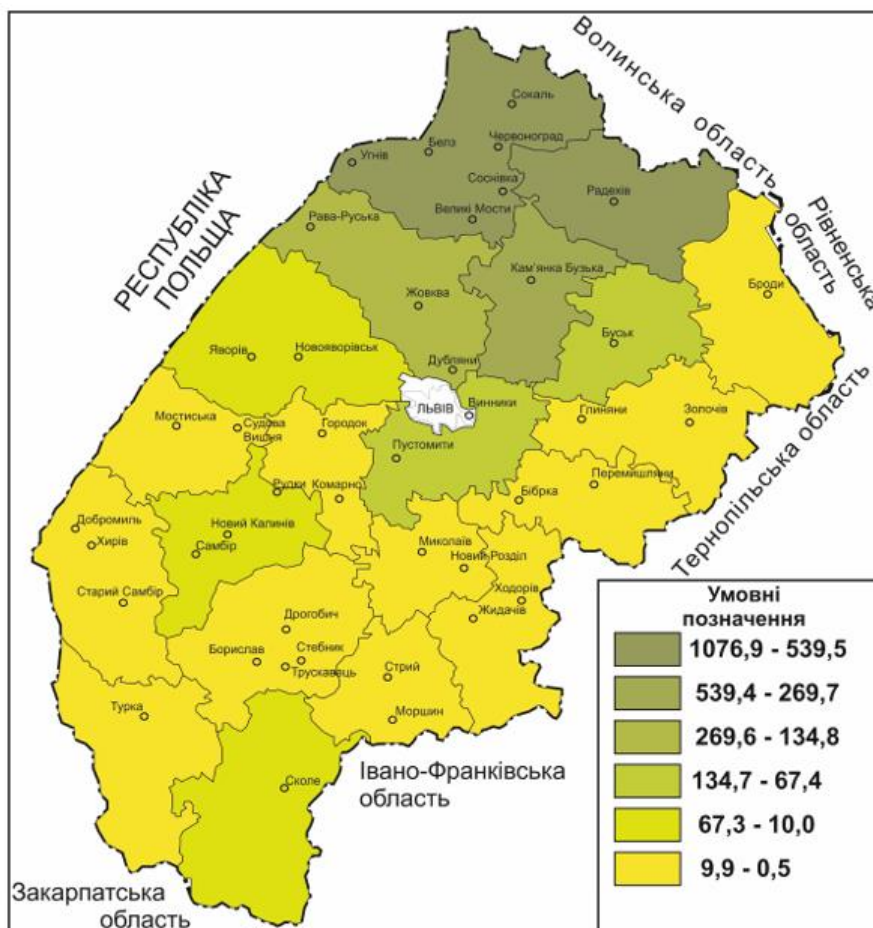 Волинська область
Рівненська
область
РЕСПУБЛІКА
ПОЛЬЩА
Сокаль
Червоноград
Белз
Угнів
Соснівка
Радехів
Великі Мости
Рава-Руська
Кам'янка Бузька
Броди
Жовква
Буськ
Яворів
Новояворівськ
Дубляни
ЛЬВІВ
Винники
Мостиська
Судова
Вишня
Городок
Глиняни
Золочів
Пустомити
Тернопільська область
Рудки
Комарно
Перемишляни
Бібрка
Добромиль
Хирів
Новий Калинів
Самбір
Миколаїв
Новий Розділ
Старий Самбір
Ходорів
Жидачів
Дрогобич
Борислав
Стебник
Трускавець
Стрий
Моршин
Турка
Сколе
Івано-Франківська
область
Закарпатська
область
Умовні
позначення
1076,9 - 539,5
539,4 - 269,7
269,6 - 134,8
134,7 - 67,4
67,3 - 10,0
9,9 - 0,5